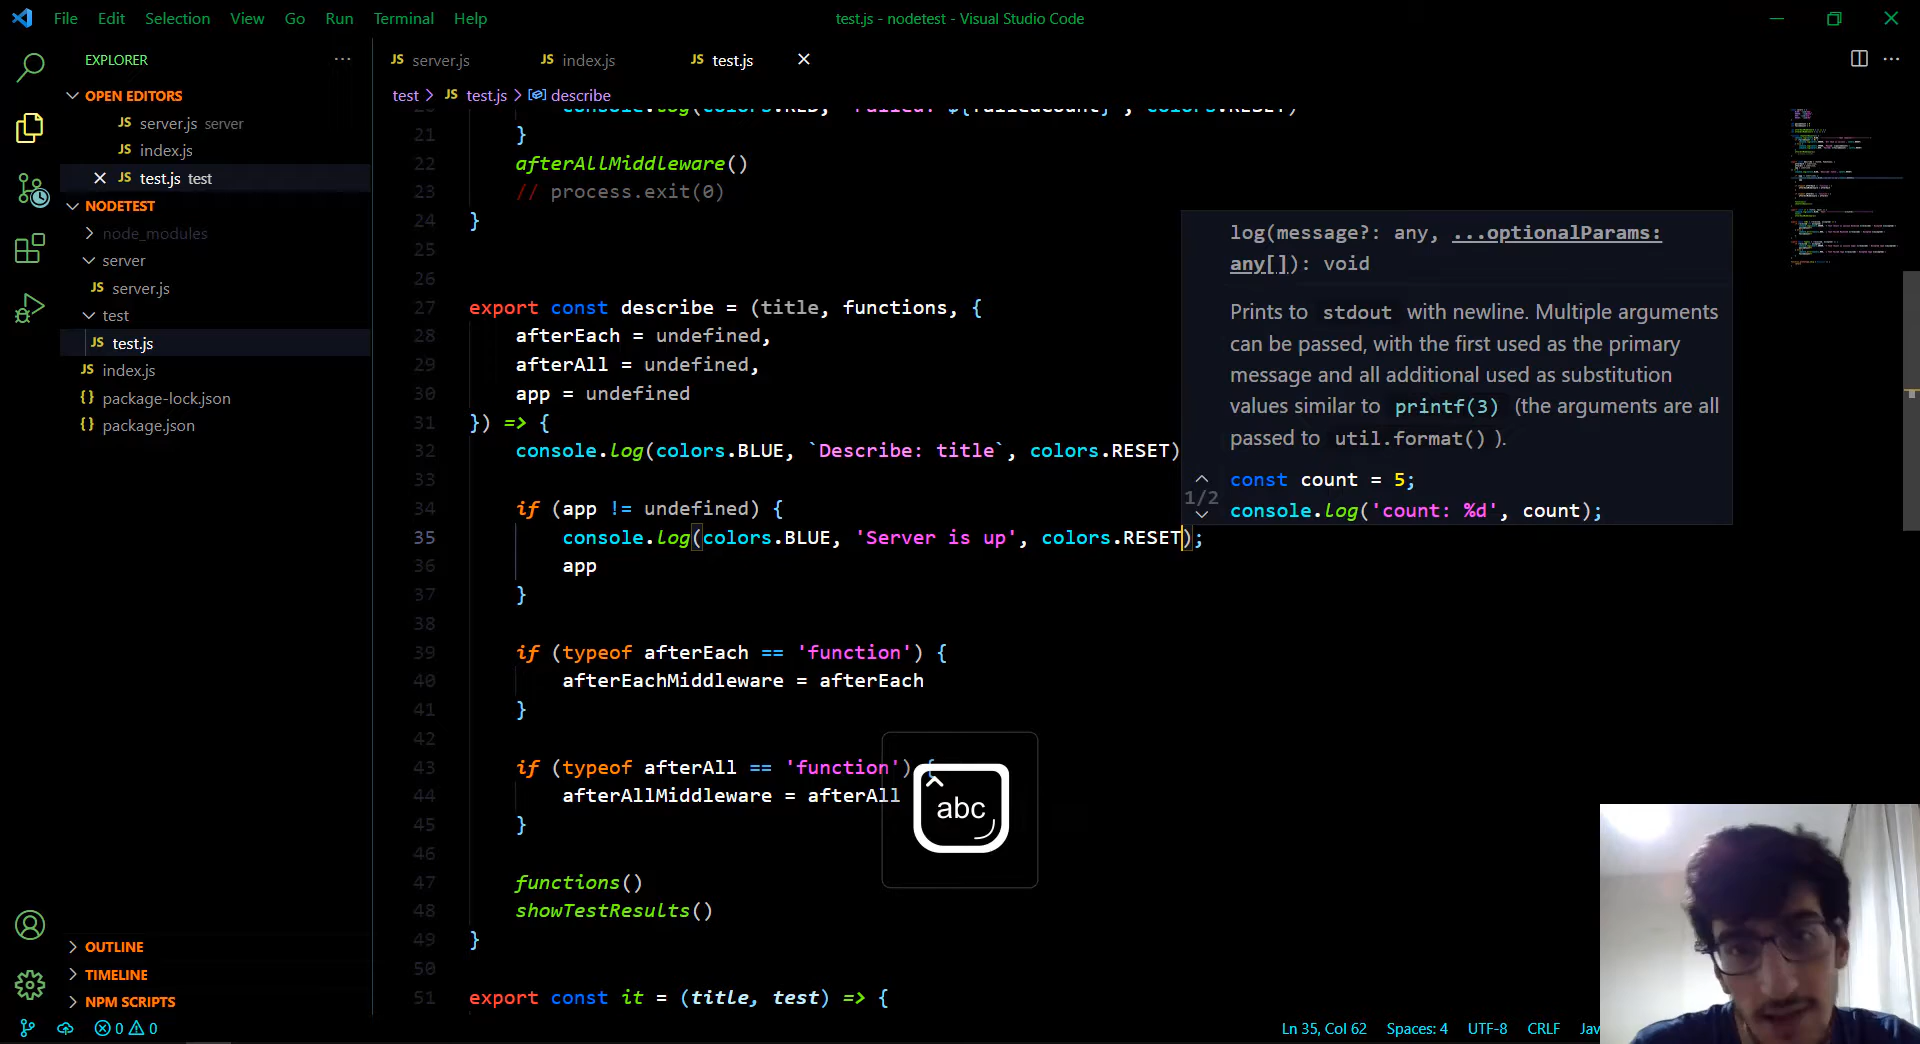 File Edit Selection View Go Run Terminal Help
test.js - nodetest - Visual Studio Code
EXPLORER
OPEN EDITORS
JS server.js server
JS index.js
JS test.js test
NODETEST
node_modules
server
JS server.js
test
JS test.js
JS index.js
{} package-lock.json
{} package.json
OUTLINE
TIMELINE
NPM SCRIPTS
JS server.js JS index.js JS test.js
test > JS test.js > describe
21 }
22 afterAllMiddleware()
23 // process.exit(0)
24 }
25
26
27 export const describe = (title, functions, {
28 afterEach = undefined,
29 afterAll = undefined,
30 app = undefined
31 }) => {
32 console.log(colors.BLUE, `Describe: title`, colors.RESET)
33
34 if (app != undefined) {
35 console.log(colors.BLUE, 'Server is up', colors.RESET);
36 app
37 }
38
39 if (typeof afterEach == 'function') {
40 afterEachMiddleware = afterEach
41 }
42
43 if (typeof afterAll == 'function') {
44 afterAllMiddleware = afterAll
45 }
46
47 functions()
48 showTestResults()
49 }
50
51 export const it = (title, test) => {
log(message?: any, ...optionalParams:
any[]): void
Prints to stdout with newline. Multiple arguments
can be passed, with the first used as the primary
message and all additional used as substitution
values similar to printf(3) (the arguments are all
passed to util.format() ).
1/2
const count = 5;
console.log('count: %d', count);
abc
0 0
Ln 35, Col 62 Spaces: 4 UTF-8 CRLF